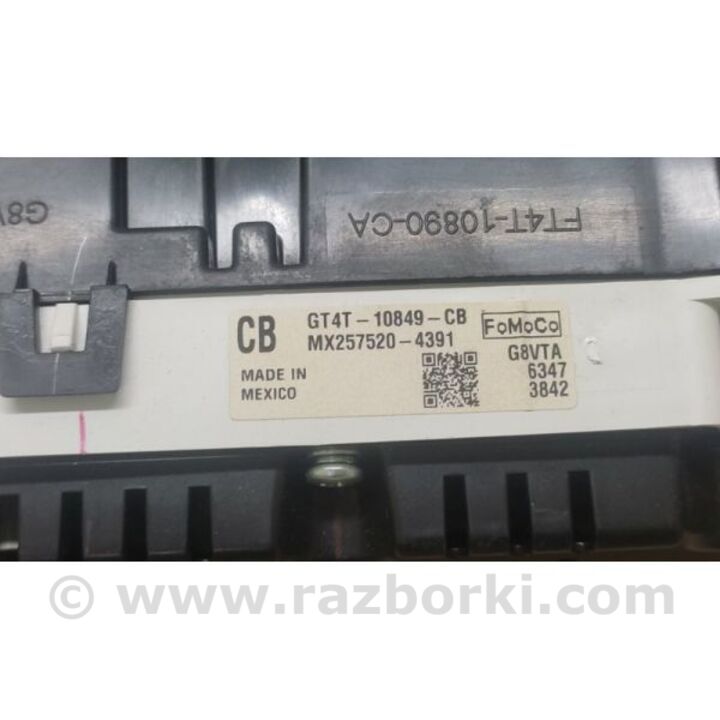 G8V
FT4T-10890-CA
CB
GT4T-10849-CB
MX257520-4391
FoMoCo
G8VTA
6347
3842
MADE IN
MEXICO
© www.razborki.com